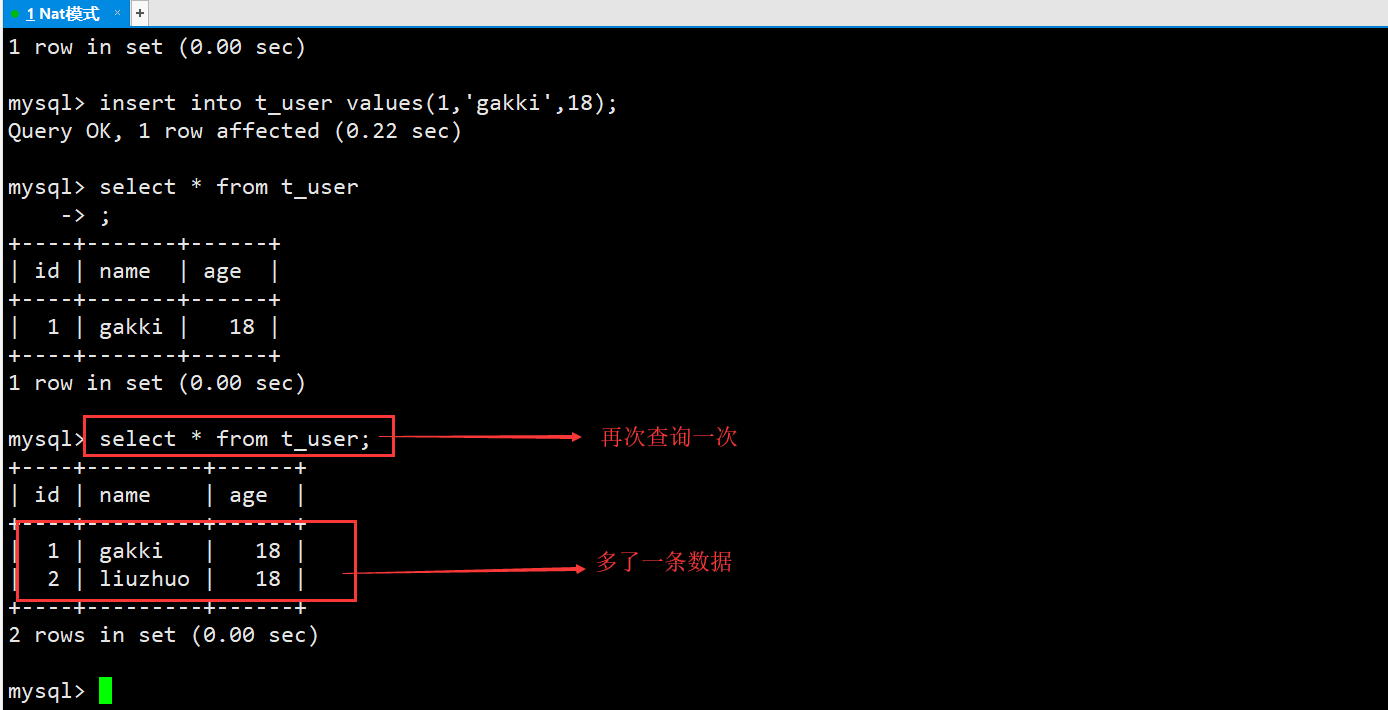 1 Nat模式 × +
1 row in set (0.00 sec)
mysql> insert into t_user values(1,'gakki',18);
Query OK, 1 row affected (0.22 sec)
mysql> select * from t_user
    -> ;
+----+-------+------+
| id | name  | age  |
+----+-------+------+
|  1 | gakki |   18 |
+----+-------+------+
1 row in set (0.00 sec)
mysql> select * from t_user; 再次查询一次
+----+---------+------+
| id | name    | age  |
+----+---------+------+
|  1 | gakki   |   18 |
多了一条数据
|  2 | liuzhuo |   18 |
+----+---------+------+
2 rows in set (0.00 sec)
mysql>